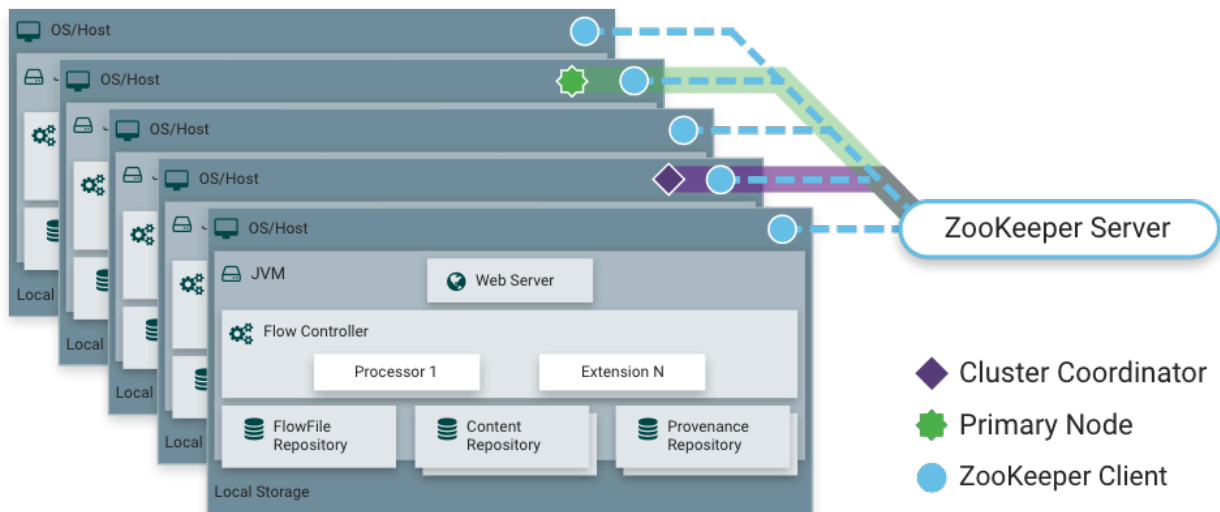 OS/Host
OS/Host
OS/Host
OS/Host
OS/Host
JVM
Web Server
Flow Controller
Processor 1
Extension N
FlowFile
Repository
Content
Repository
Provenance
Repository
Local Storage
Local
Local
Local
Local
ZooKeeper Server
Cluster Coordinator
Primary Node
ZooKeeper Client